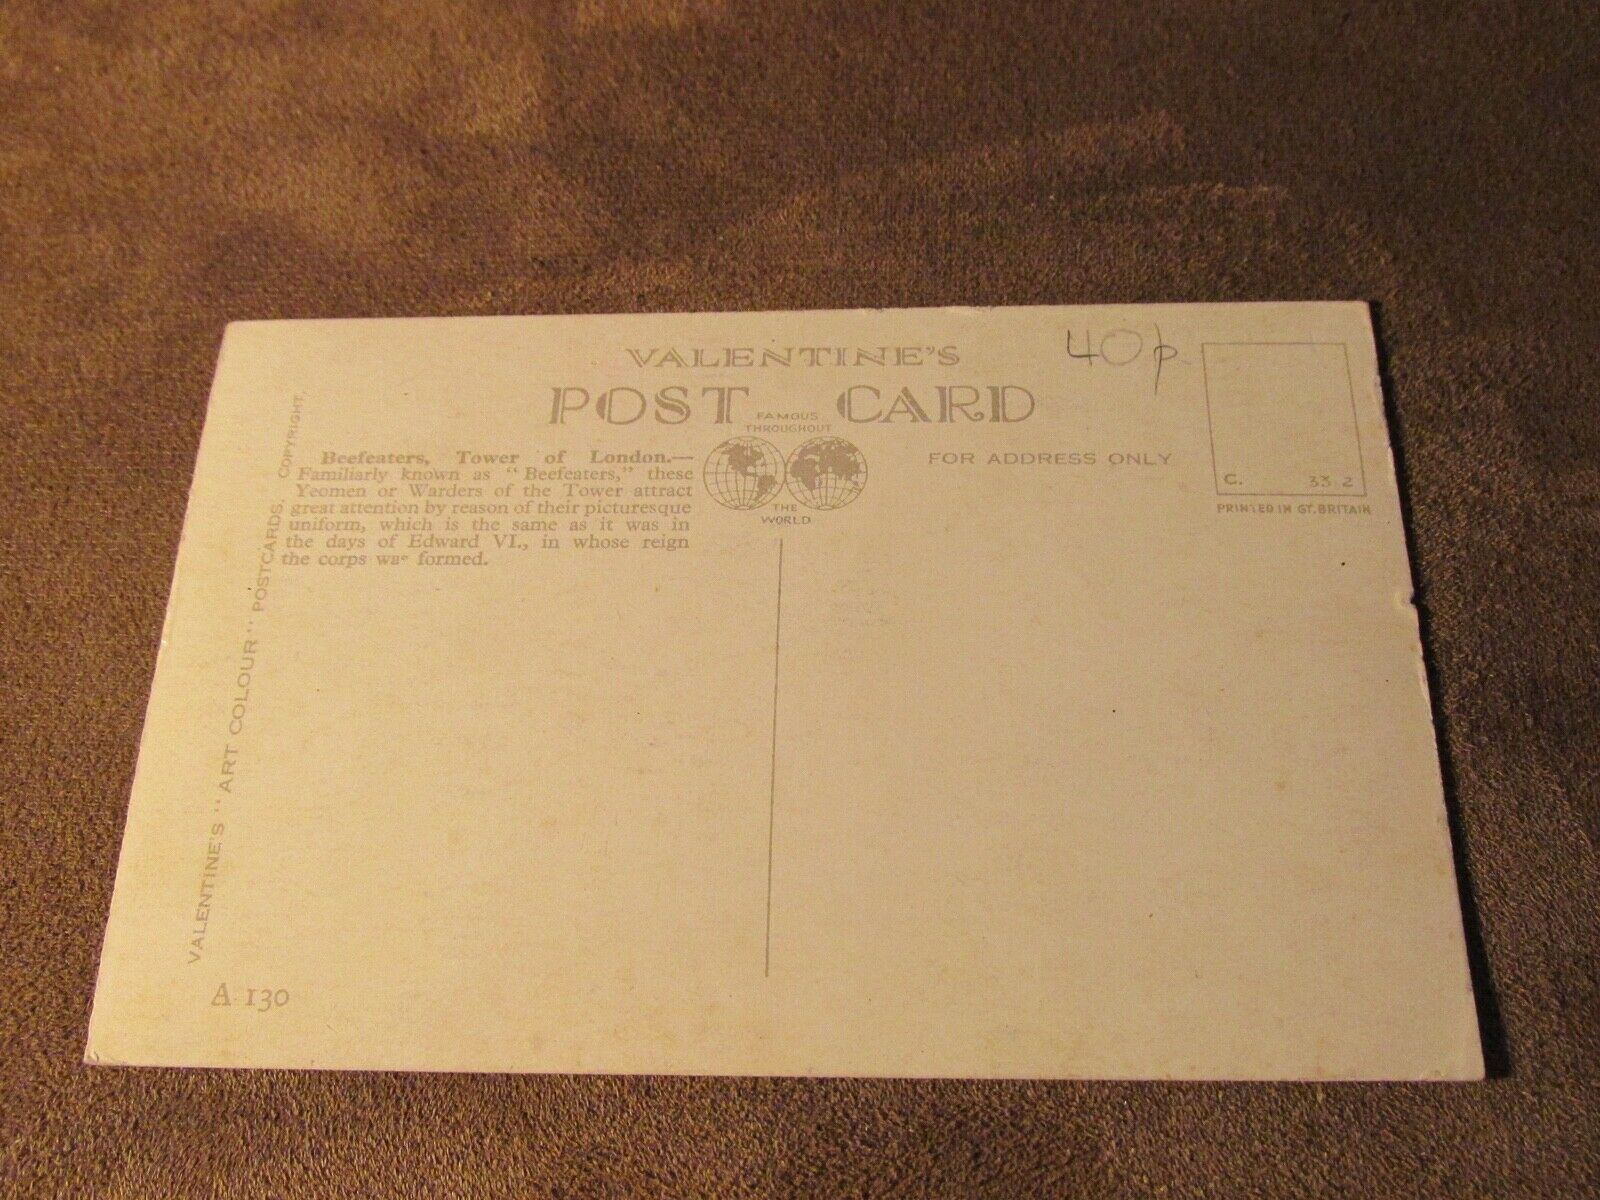 VALENTINE'S
POST CARD
40p
FAMOUS
THROUGHOUT
THE
WORLD
FOR ADDRESS ONLY
C. 33 2
PRINTED IN GT. BRITAIN
Beefeaters, Tower of London.—
Familiarly known as "Beefeaters," these
Yeomen or Warders of the Tower attract
great attention by reason of their picturesque
uniform, which is the same as it was in
the days of Edward VI., in whose reign
the corps was formed.
VALENTINE'S "ART COLOUR" POSTCARDS. COPYRIGHT.
A 130